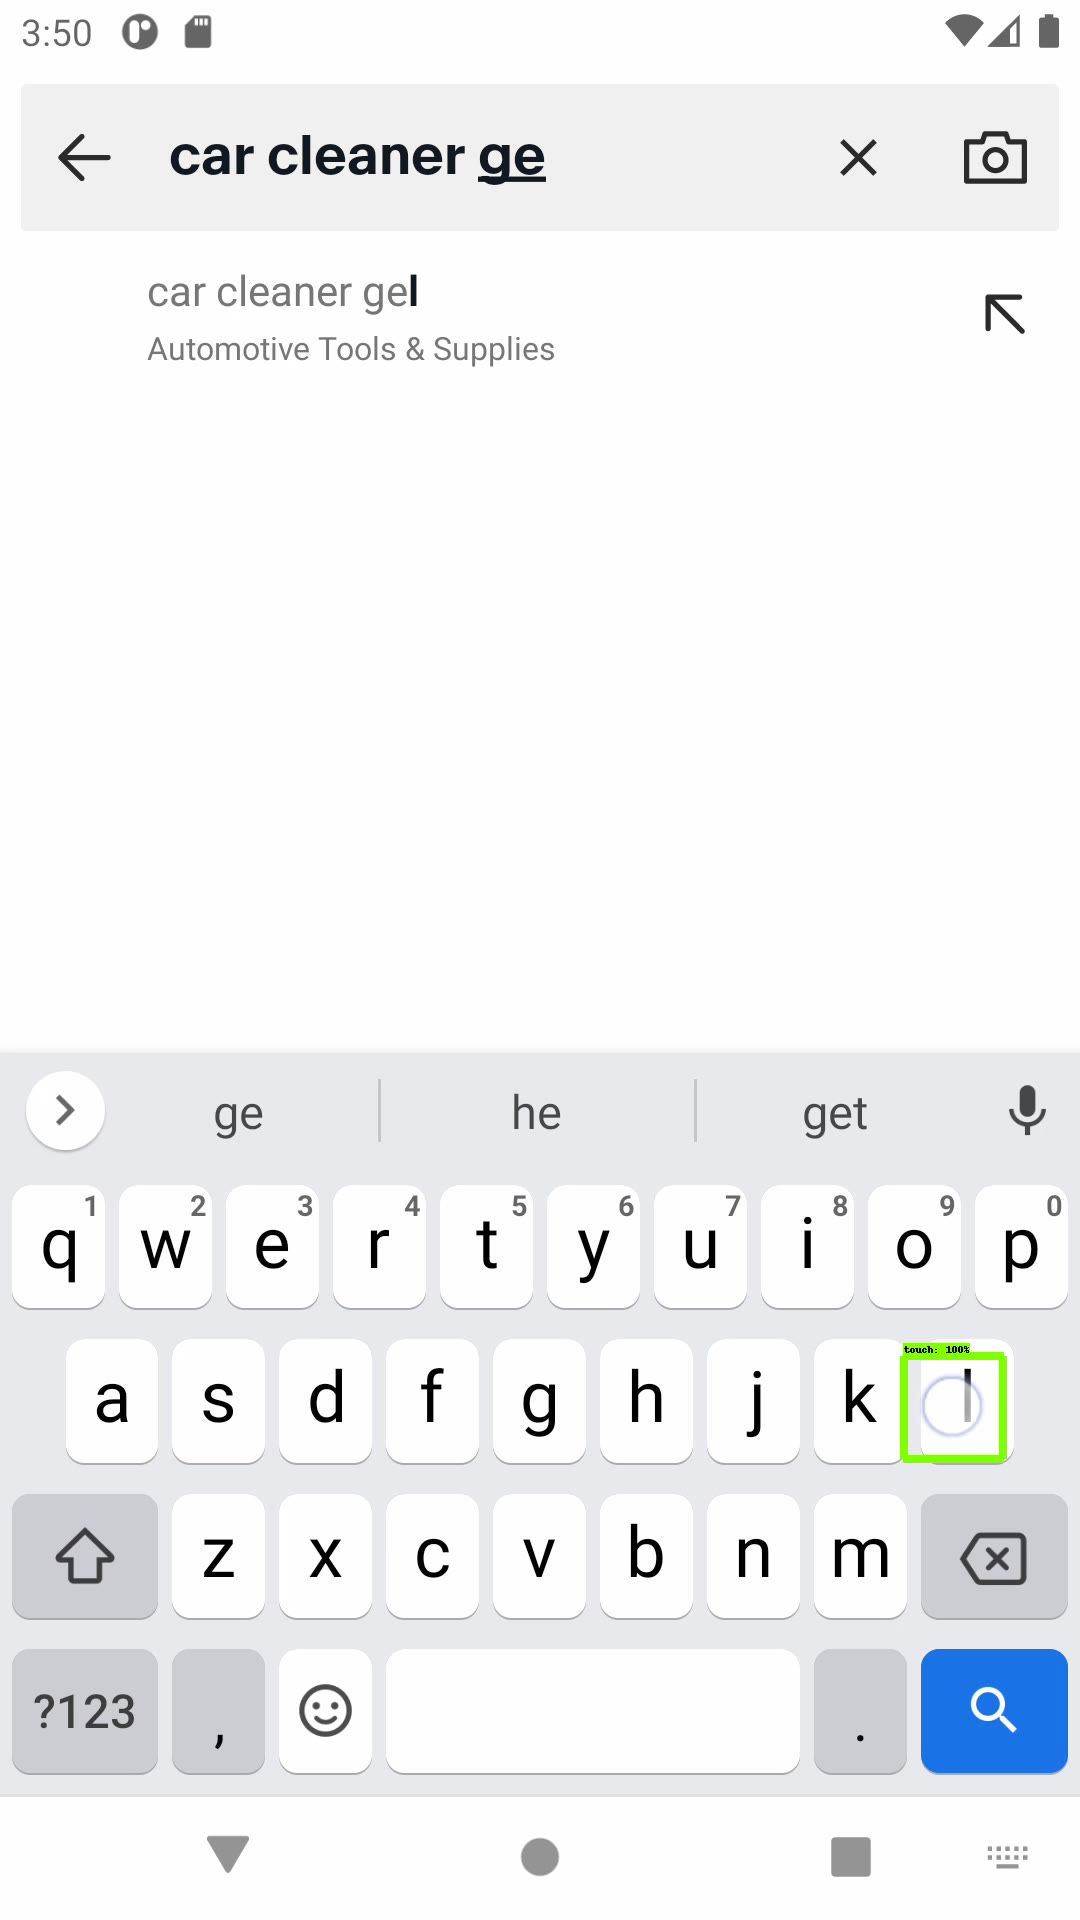 3:50
car cleaner ge
car cleaner gel
Automotive Tools & Supplies
ge he get
1 2 3 4 5 6 7 8 9 0
q w e r t y u i o p
touch: 100%
a s d f g h j k l
z x c v b n m
?123 , .